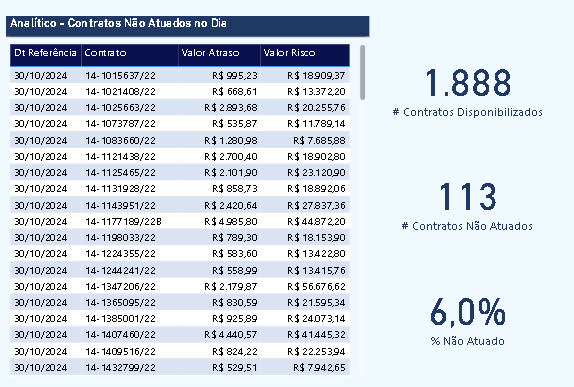 Analítico - Contratos Não Atuados no Dia
Dt Referência Contrato Valor Atraso Valor Risco
30/10/2024 14-1015637/22 R$ 995,23 R$ 18.909,37
30/10/2024 14-1021408/22 R$ 668,61 R$ 13.372,20
30/10/2024 14-1025663/22 R$ 2.893,68 R$ 20.255,76
30/10/2024 14-1073787/22 R$ 535,87 R$ 11.789,14
30/10/2024 14-1083660/22 R$ 1.280,98 R$ 7.685,88
30/10/2024 14-1121438/22 R$ 2.700,40 R$ 18.902,80
30/10/2024 14-1125465/22 R$ 2.101,90 R$ 23.120,90
30/10/2024 14-1131928/22 R$ 858,73 R$ 18.892,06
30/10/2024 14-1143951/22 R$ 2.420,64 R$ 27.837,36
30/10/2024 14-1177189/22B R$ 4.985,80 R$ 44.872,20
30/10/2024 14-1198033/22 R$ 789,30 R$ 18.153,90
30/10/2024 14-1224355/22 R$ 583,60 R$ 13.422,80
30/10/2024 14-1244241/22 R$ 558,99 R$ 13.415,76
30/10/2024 14-1347206/22 R$ 2.179,87 R$ 56.676,62
30/10/2024 14-1365095/22 R$ 830,59 R$ 21.595,34
30/10/2024 14-1385001/22 R$ 925,89 R$ 24.073,14
30/10/2024 14-1407460/22 R$ 4.440,57 R$ 41.445,32
30/10/2024 14-1409516/22 R$ 824,22 R$ 22.253,94
30/10/2024 14-1432799/22 R$ 529,51 R$ 7.942,65
1.888
# Contratos Disponibilizados
113
# Contratos Não Atuados
6,0%
% Não Atuado